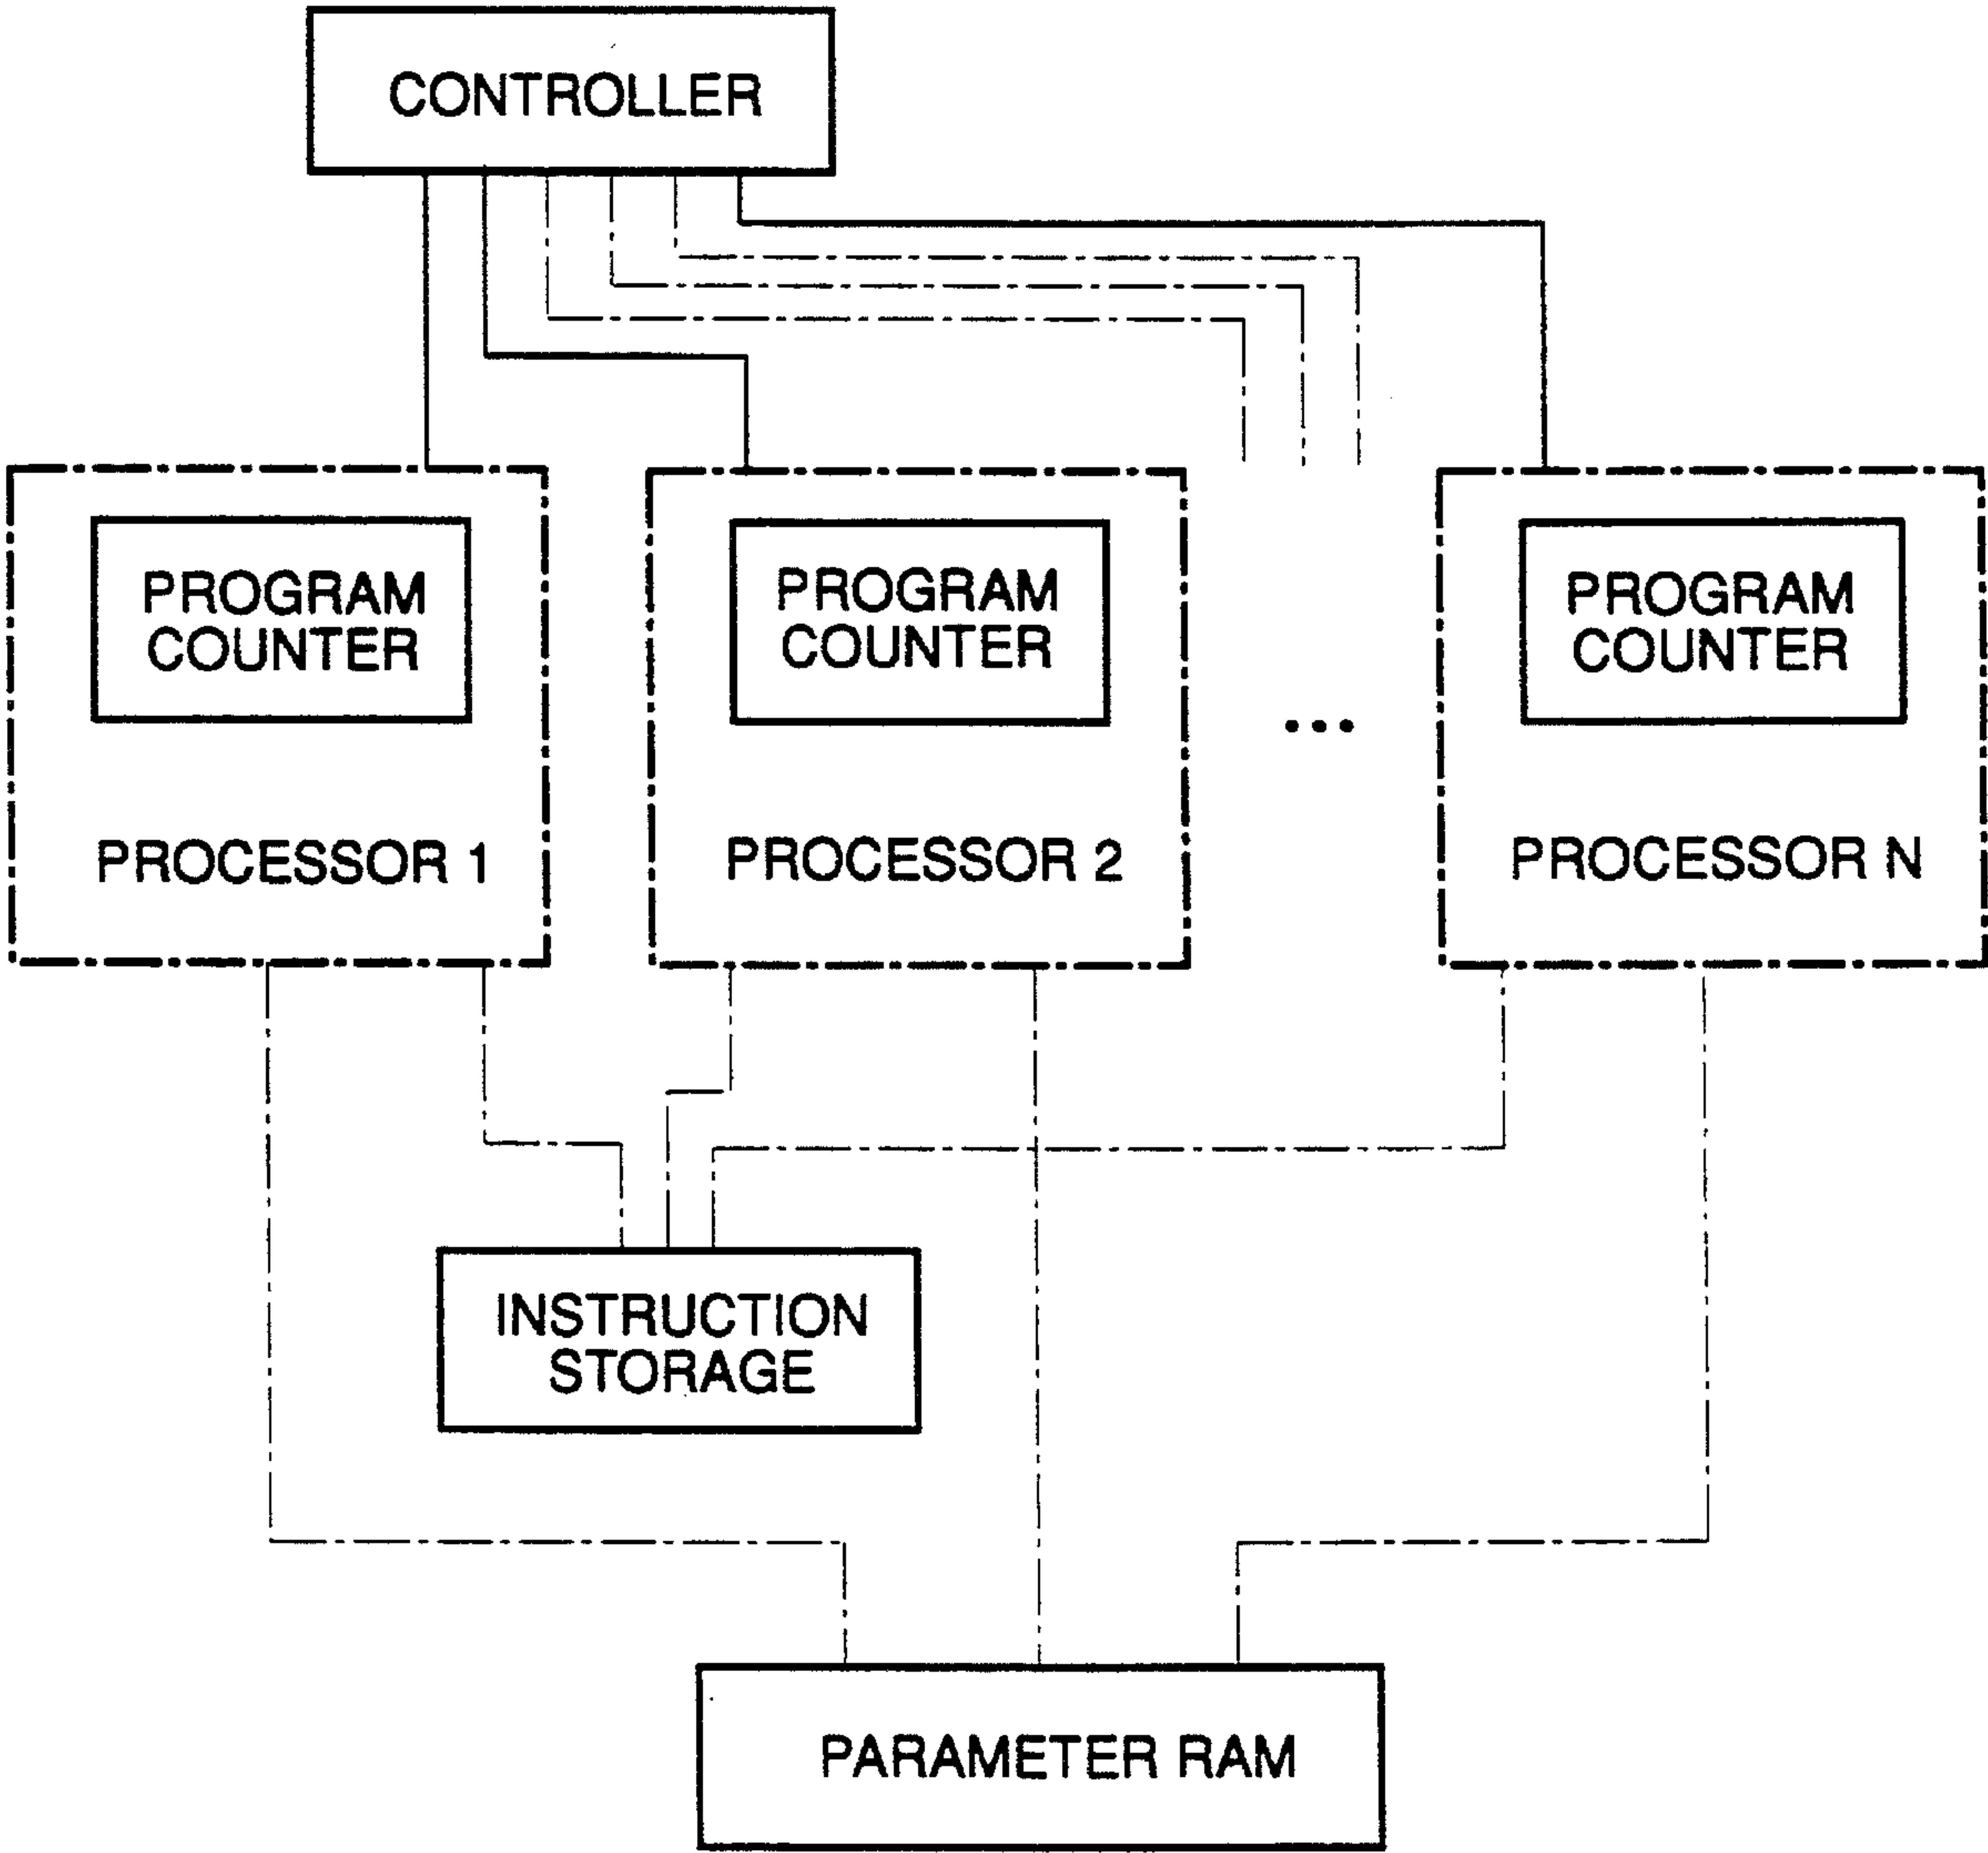 CONTROLLER
PROGRAM
COUNTER
PROCESSOR 1
PROGRAM
COUNTER
PROCESSOR 2
...
PROGRAM
COUNTER
PROCESSOR N
INSTRUCTION
STORAGE
PARAMETER RAM